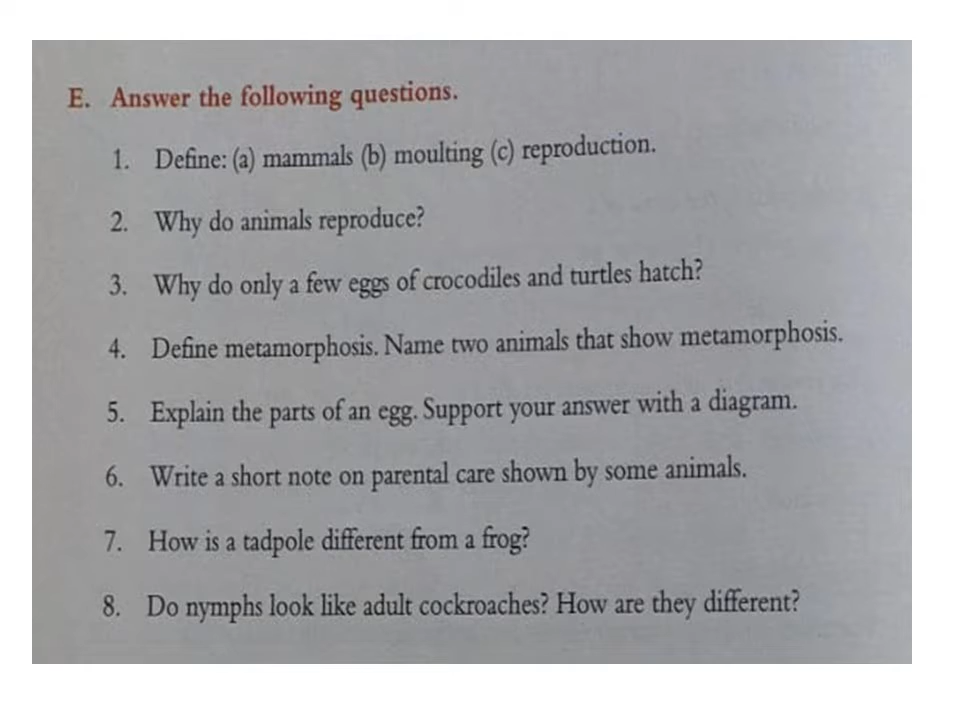 E. Answer the following questions.
1. Define: (a) mammals (b) moulting (c) reproduction.
2. Why do animals reproduce?
3. Why do only a few eggs of crocodiles and turtles hatch?
4. Define metamorphosis. Name two animals that show metamorphosis.
5. Explain the parts of an egg. Support your answer with a diagram.
6. Write a short note on parental care shown by some animals.
7. How is a tadpole different from a frog?
8. Do nymphs look like adult cockroaches? How are they different?